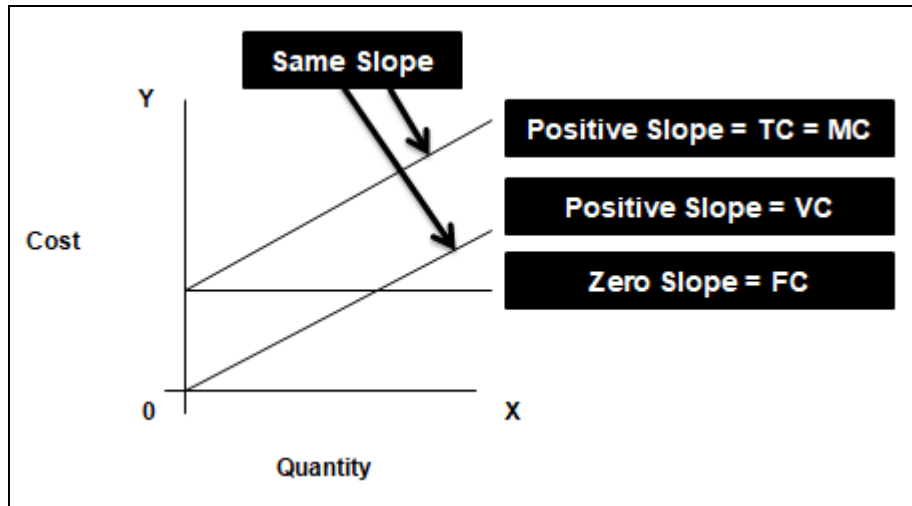 Same Slope
Y
Positive Slope = TC = MC
Positive Slope = VC
Cost
Zero Slope = FC
0
X
Quantity